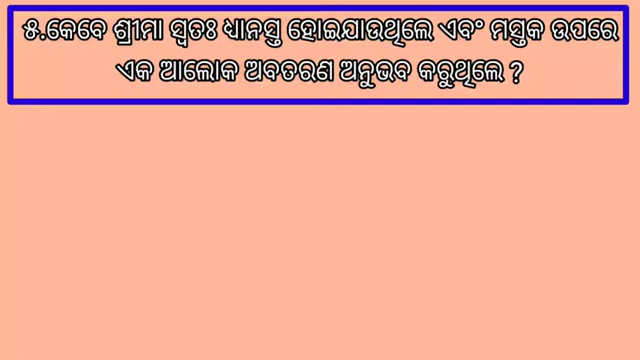 ୫.କେବେ ଶ୍ରୀମା ସ୍ୱତଃ ଧ୍ୟାନସ୍ତ ହୋଇଯାଉଥିଲେ ଏବଂ ମସ୍ତକ ଉପରେ
ଏକ ଆଲୋକ ଅବତରଣ ଅନୁଭବ କରୁଥିଲେ ?